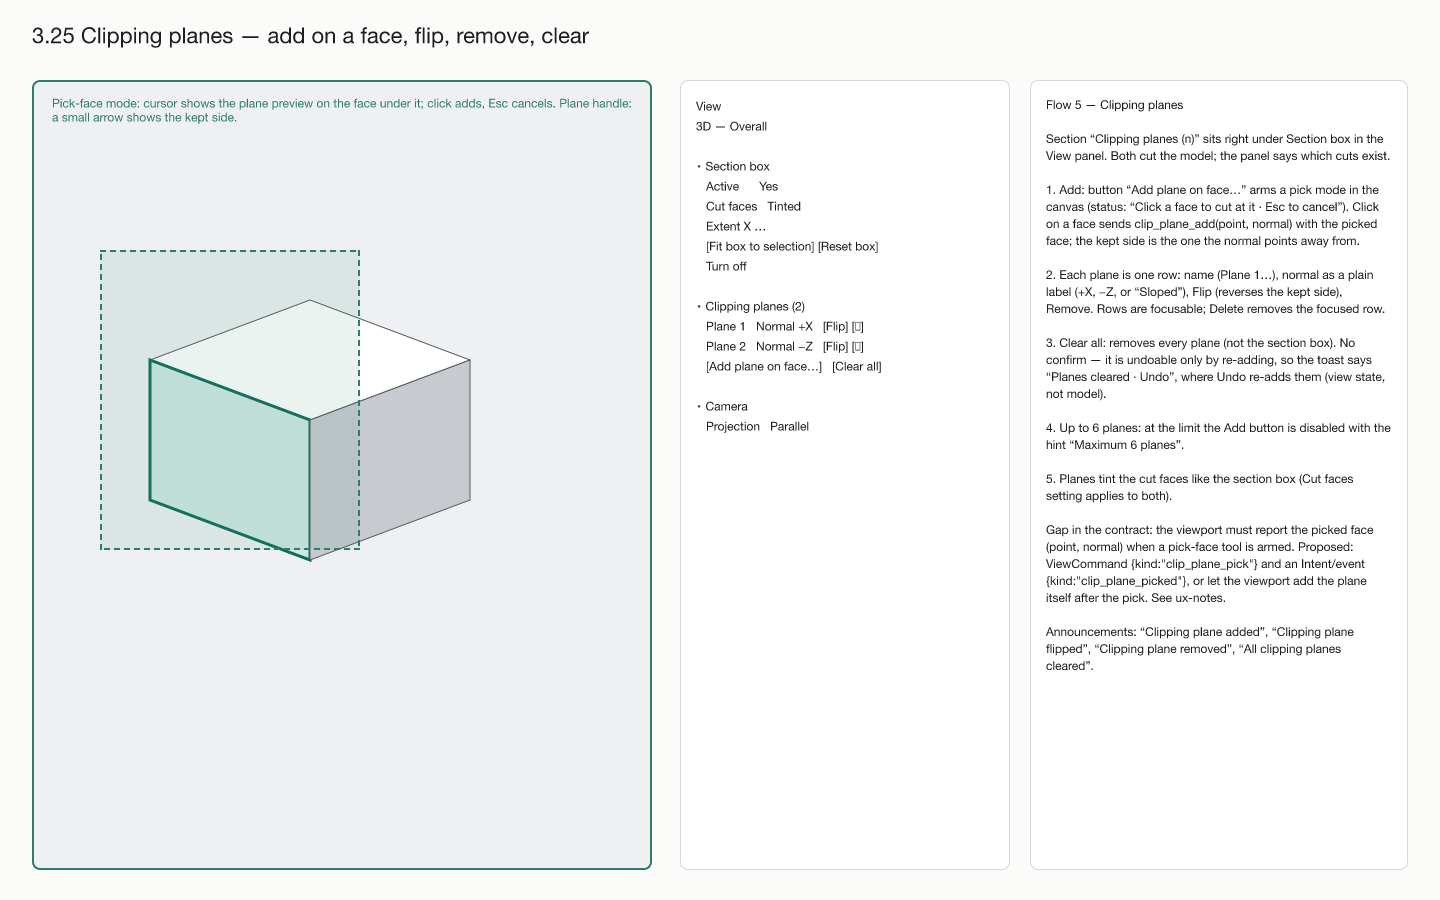 3.25 Clipping planes — add on a face, flip, remove, clear
Pick-face mode: cursor shows the plane preview on the face under it; click adds, Esc cancels. Plane handle:
a small arrow shows the kept side.
View
3D — Overall
• Section box
Active Yes
Cut faces Tinted
Extent X …
[Fit box to selection] [Reset box]
Turn off
• Clipping planes (2)
Plane 1 Normal +X [Flip] [▯]
Plane 2 Normal −Z [Flip] [▯]
[Add plane on face…] [Clear all]
• Camera
Projection Parallel
Flow 5 — Clipping planes
Section “Clipping planes (n)” sits right under Section box in the
View panel. Both cut the model; the panel says which cuts exist.
1. Add: button “Add plane on face…” arms a pick mode in the
canvas (status: “Click a face to cut at it · Esc to cancel”). Click
on a face sends clip_plane_add(point, normal) with the picked
face; the kept side is the one the normal points away from.
2. Each plane is one row: name (Plane 1…), normal as a plain
label (+X, −Z, or “Sloped”), Flip (reverses the kept side),
Remove. Rows are focusable; Delete removes the focused row.
3. Clear all: removes every plane (not the section box). No
confirm — it is undoable only by re-adding, so the toast says
“Planes cleared · Undo”, where Undo re-adds them (view state,
not model).
4. Up to 6 planes: at the limit the Add button is disabled with the
hint “Maximum 6 planes”.
5. Planes tint the cut faces like the section box (Cut faces
setting applies to both).
Gap in the contract: the viewport must report the picked face
(point, normal) when a pick-face tool is armed. Proposed:
ViewCommand {kind:"clip_plane_pick"} and an Intent/event
{kind:"clip_plane_picked"}, or let the viewport add the plane
itself after the pick. See ux-notes.
Announcements: “Clipping plane added”, “Clipping plane
flipped”, “Clipping plane removed”, “All clipping planes
cleared”.